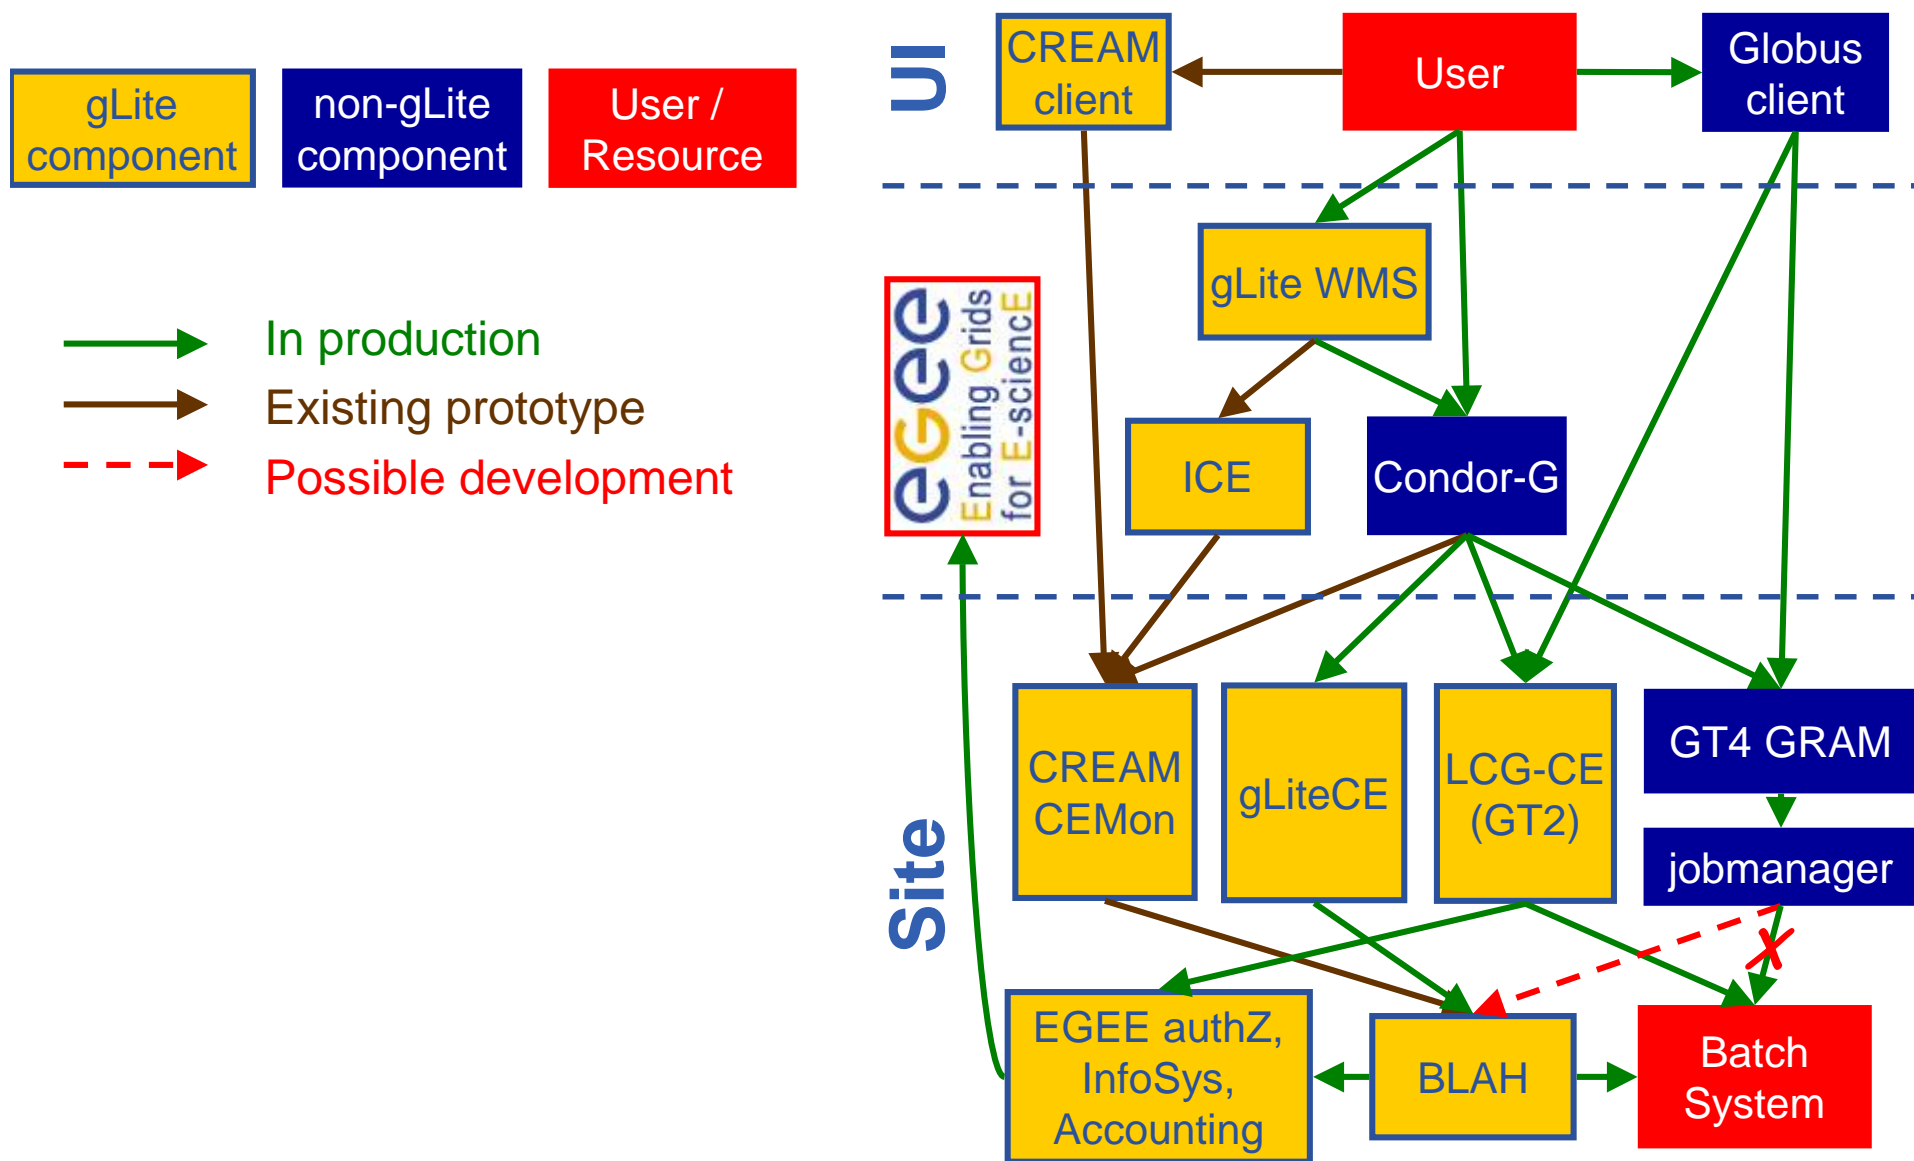 gLite
component
non-gLite
component
User /
Resource
In production
Existing prototype
Possible development
UI
CREAM
client
User
Globus
client
gLite WMS
eGee
Enabling Grids
for E-sciencE
ICE
Condor-G
Site
CREAM
CEMon
gLiteCE
LCG-CE
(GT2)
GT4 GRAM
jobmanager
EGEE authZ,
InfoSys,
Accounting
BLAH
Batch
System